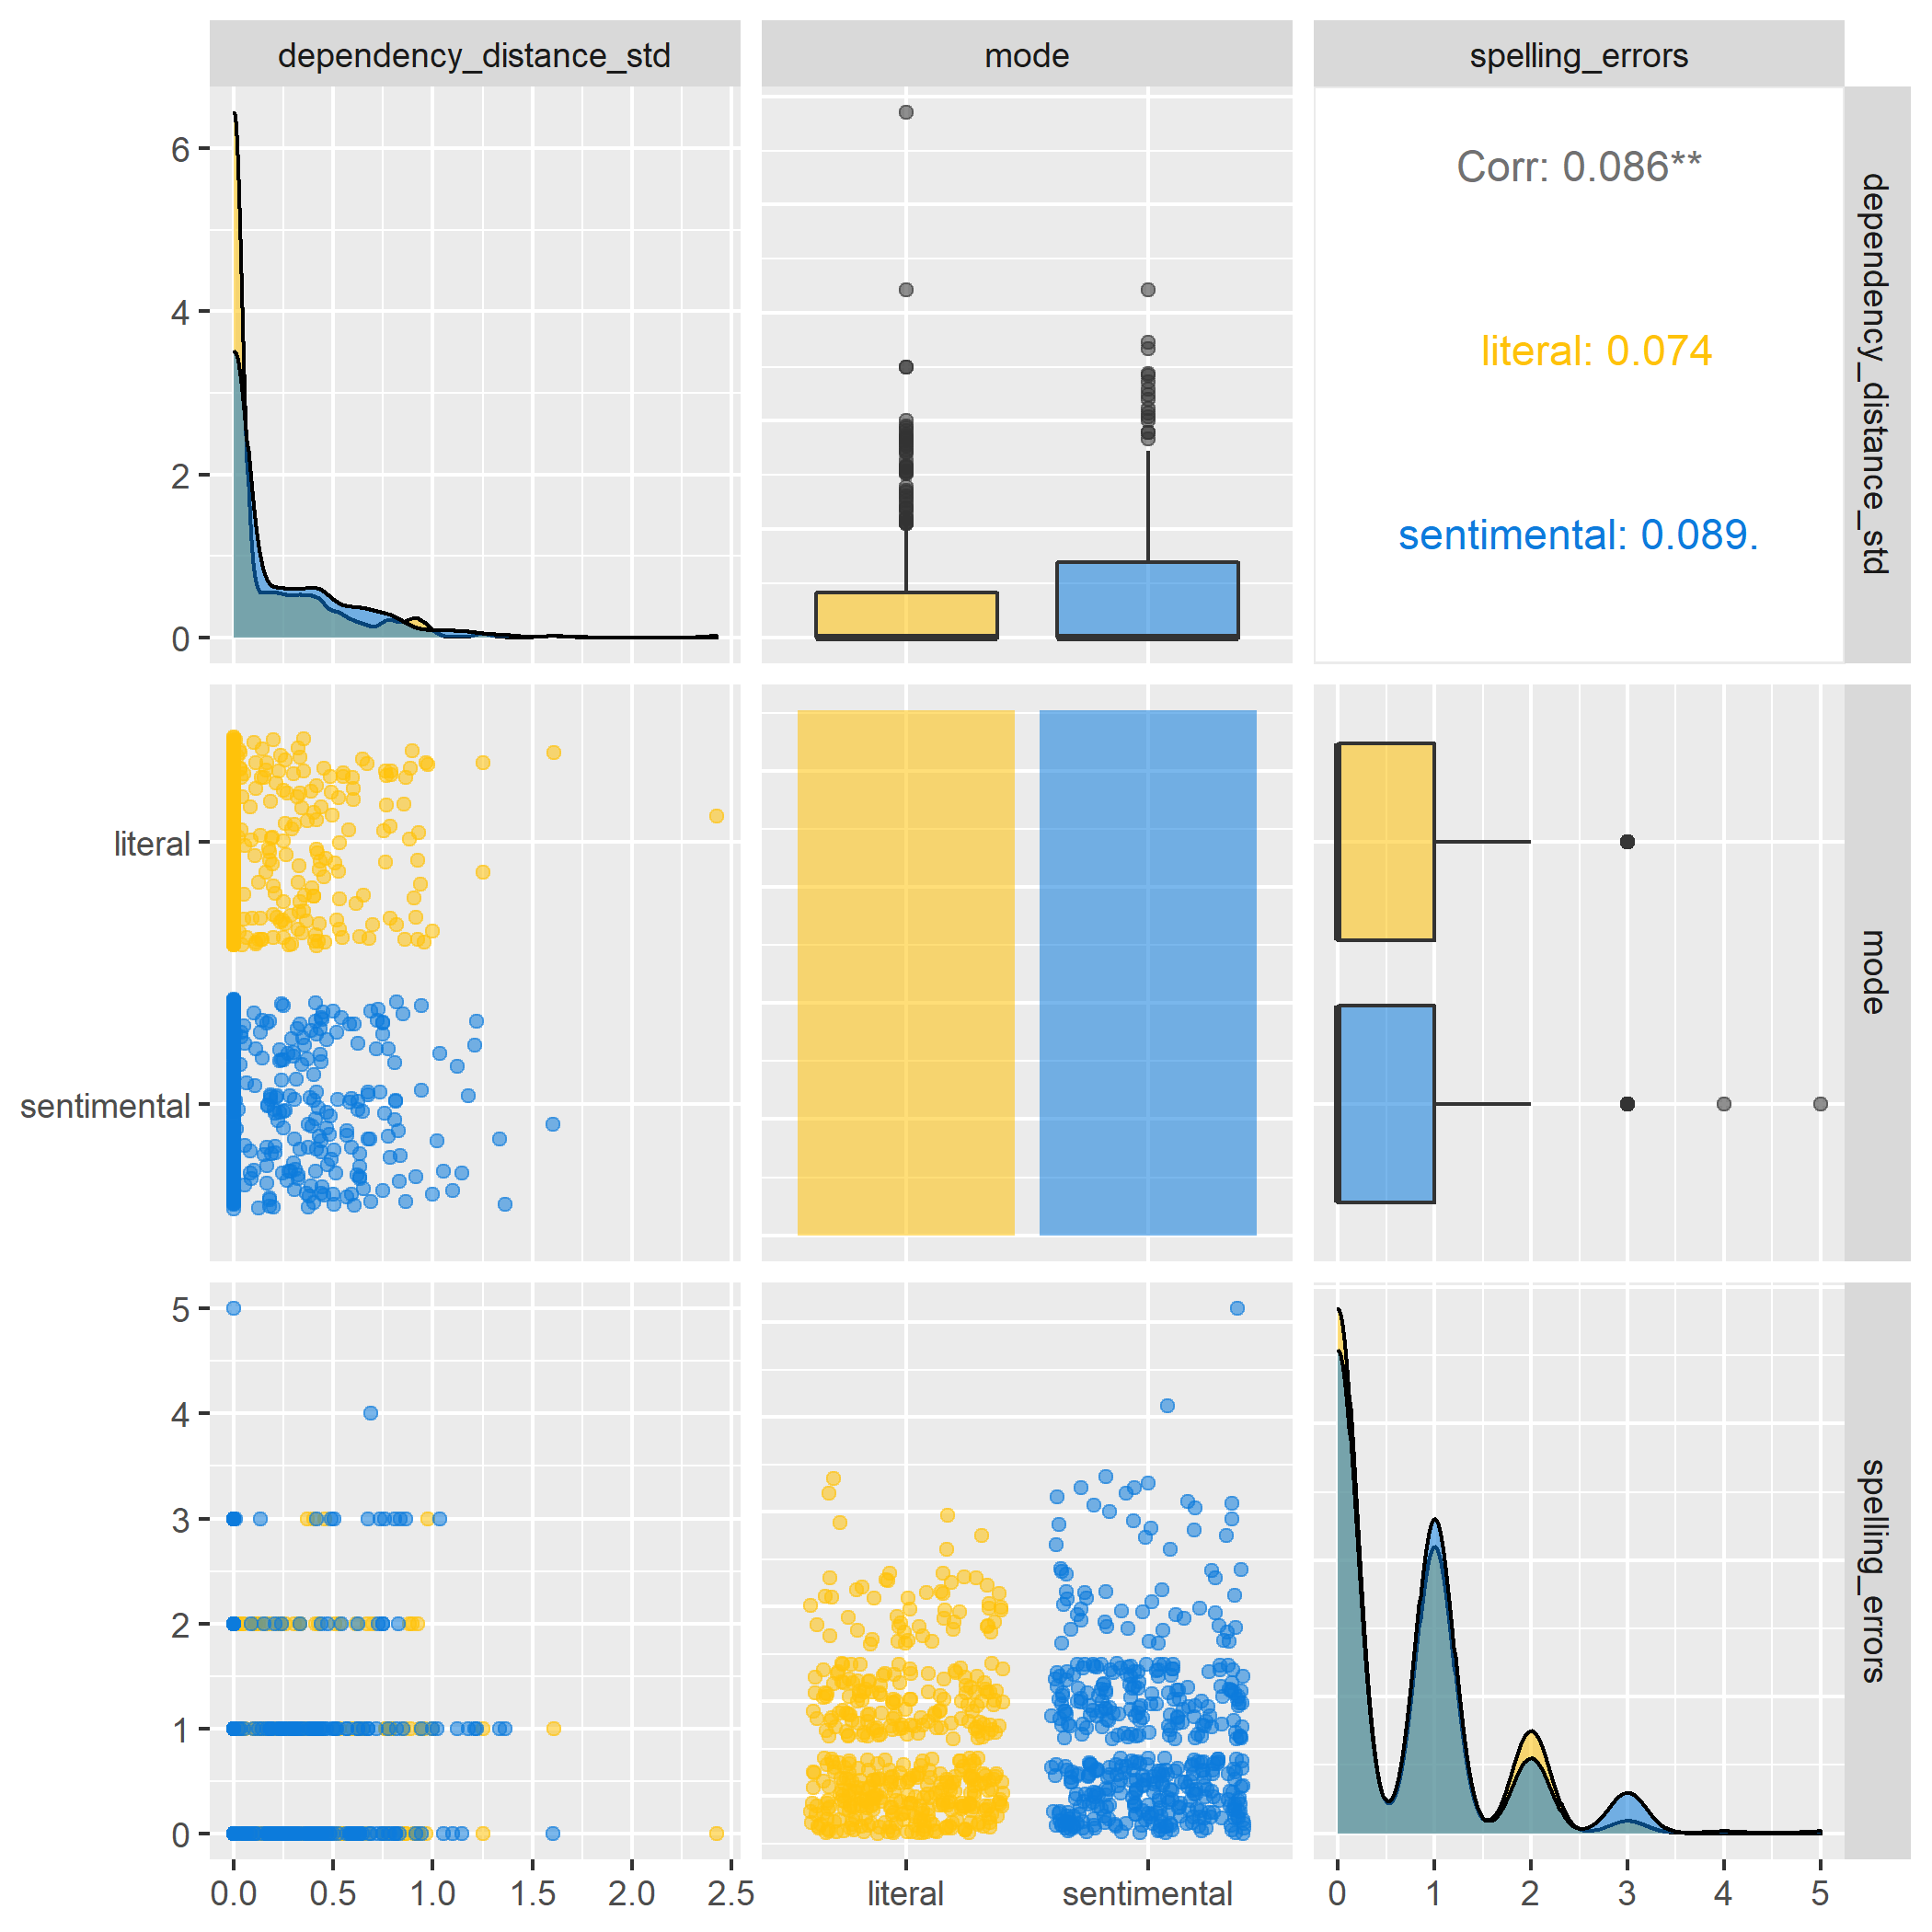 dependency_distance_std mode spelling_errors
6
4
2
0
Corr: 0.086**
literal: 0.074
sentimental: 0.089.
dependency_distance_std
literal
sentimental
mode
5
4
3
2
1
0
spelling_errors
0.0 0.5 1.0 1.5 2.0 2.5 literal sentimental 0 1 2 3 4 5